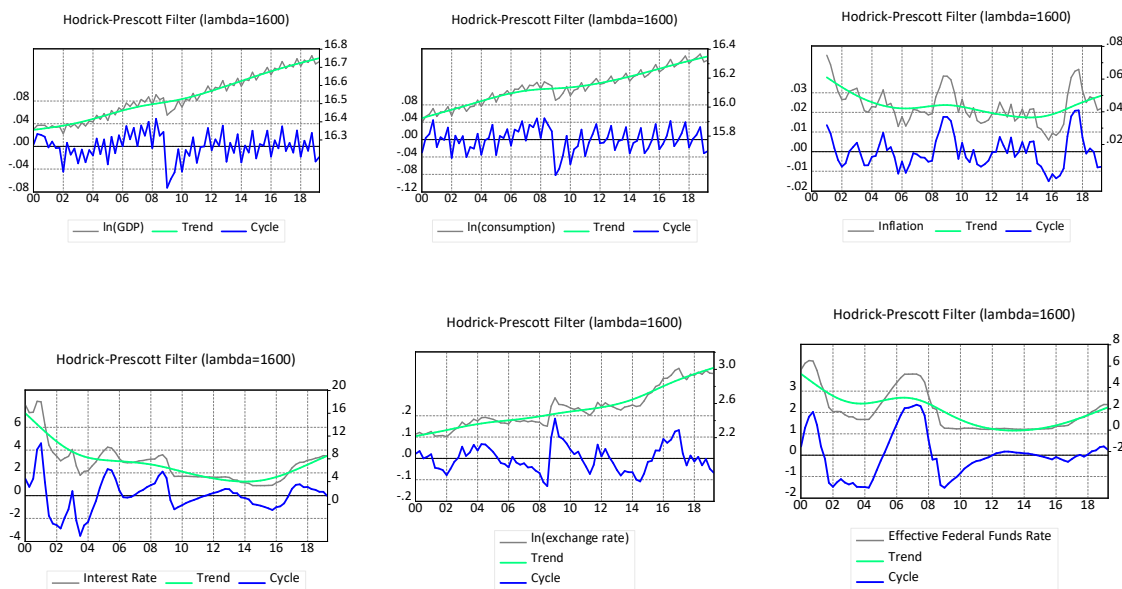 Hodrick-Prescott Filter (lambda=1600)
16.8
16.7
16.6
16.5
16.4
16.3
.08
.04
.00
-.04
-.08
00 02 04 06 08 10 12 14 16 18
ln(GDP) Trend Cycle
Hodrick-Prescott Filter (lambda=1600)
16.4
16.2
16.0
15.8
.08
.04
.00
-.04
-.08
-.12
00 02 04 06 08 10 12 14 16 18
ln(consumption) Trend Cycle
Hodrick-Prescott Filter (lambda=1600)
.08
.06
.04
.02
.03
.02
.01
.00
-.01
-.02
00 02 04 06 08 10 12 14 16 18
Inflation Trend Cycle
Hodrick-Prescott Filter (lambda=1600)
20
16
12
8
4
0
6
4
2
0
-2
-4
00 02 04 06 08 10 12 14 16 18
Interest Rate Trend Cycle
Hodrick-Prescott Filter (lambda=1600)
3.0
2.6
2.2
.2
.1
.0
-.1
-.2
00 02 04 06 08 10 12 14 16 18
ln(exchange rate)
Trend
Cycle
Hodrick-Prescott Filter (lambda=1600)
8
6
4
2
0
-2
3
2
1
0
-1
-2
00 02 04 06 08 10 12 14 16 18
Effective Federal Funds Rate
Trend
Cycle